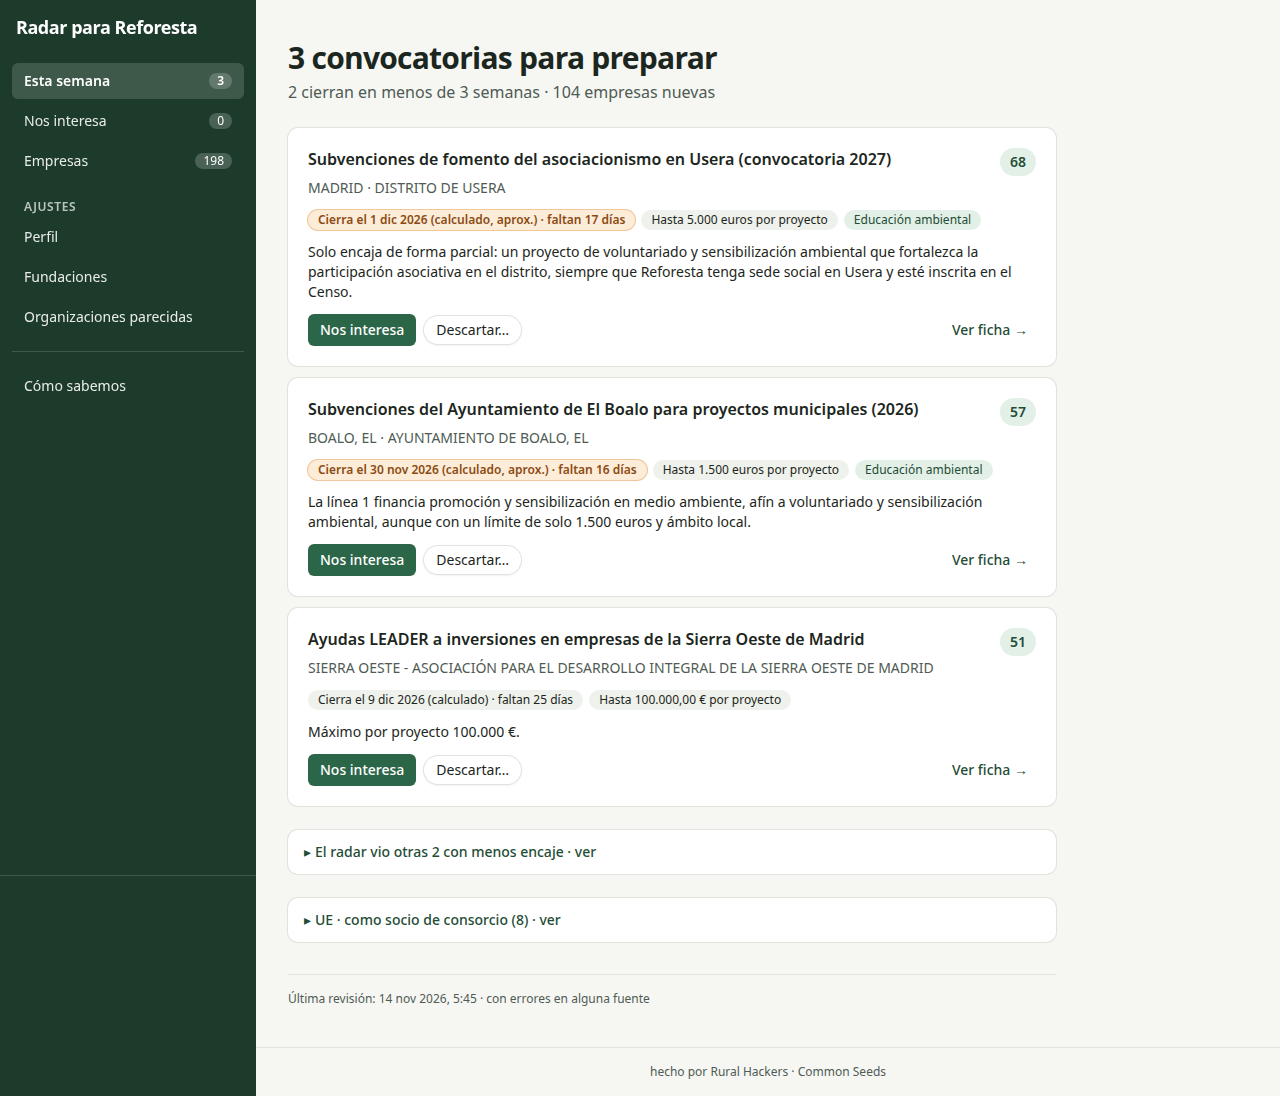 Radar para Reforesta
Esta semana 3
Nos interesa 0
Empresas 198
AJUSTES
Perfil
Fundaciones
Organizaciones parecidas
Cómo sabemos
3 convocatorias para preparar
2 cierran en menos de 3 semanas · 104 empresas nuevas
Subvenciones de fomento del asociacionismo en Usera (convocatoria 2027) 68
MADRID · DISTRITO DE USERA
Cierra el 1 dic 2026 (calculado, aprox.) · faltan 17 días Hasta 5.000 euros por proyecto Educación ambiental
Solo encaja de forma parcial: un proyecto de voluntariado y sensibilización ambiental que fortalezca la
participación asociativa en el distrito, siempre que Reforesta tenga sede social en Usera y esté inscrita en el
Censo.
Nos interesa Descartar... Ver ficha →
Subvenciones del Ayuntamiento de El Boalo para proyectos municipales (2026) 57
BOALO, EL · AYUNTAMIENTO DE BOALO, EL
Cierra el 30 nov 2026 (calculado, aprox.) · faltan 16 días Hasta 1.500 euros por proyecto Educación ambiental
La línea 1 financia promoción y sensibilización en medio ambiente, afín a voluntariado y sensibilización
ambiental, aunque con un límite de solo 1.500 euros y ámbito local.
Nos interesa Descartar... Ver ficha →
Ayudas LEADER a inversiones en empresas de la Sierra Oeste de Madrid 51
SIERRA OESTE - ASOCIACIÓN PARA EL DESARROLLO INTEGRAL DE LA SIERRA OESTE DE MADRID
Cierra el 9 dic 2026 (calculado) · faltan 25 días Hasta 100.000,00 € por proyecto
Máximo por proyecto 100.000 €.
Nos interesa Descartar... Ver ficha →
▸ El radar vio otras 2 con menos encaje · ver
▸ UE · como socio de consorcio (8) · ver
Última revisión: 14 nov 2026, 5:45 · con errores en alguna fuente
hecho por Rural Hackers · Common Seeds